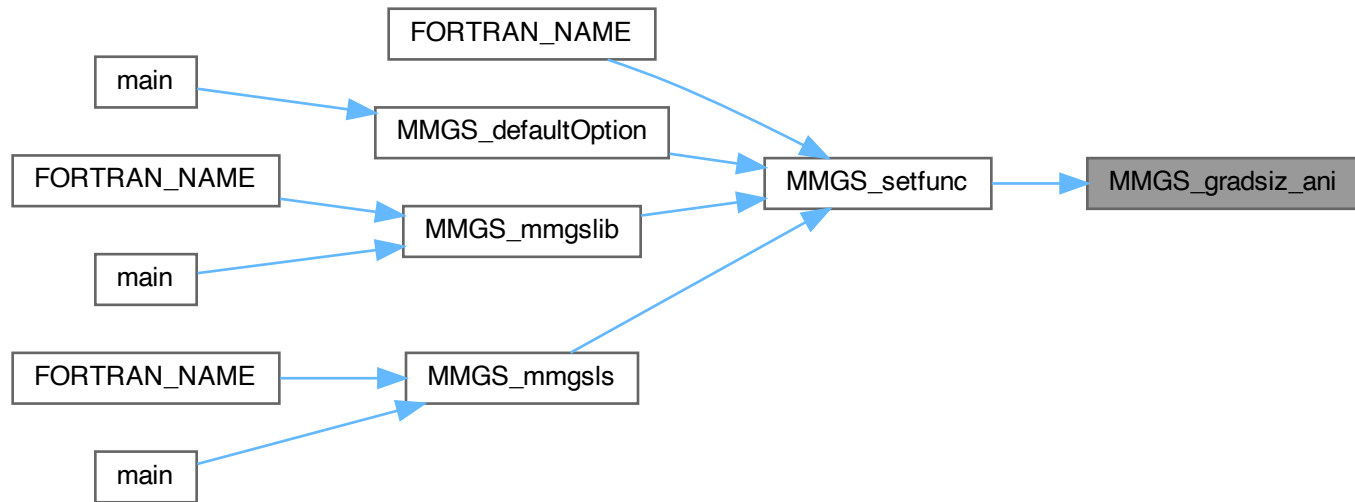 FORTRAN_NAME
main
MMGS_defaultOption
FORTRAN_NAME
MMGS_setfunc
MMGS_gradsiz_ani
MMGS_mmgslib
main
FORTRAN_NAME
MMGS_mmgsls
main